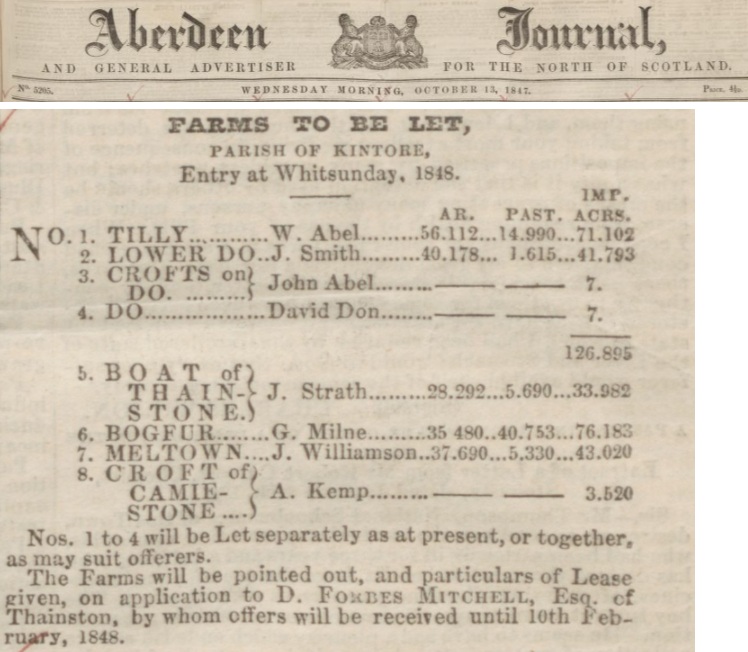 Aberdeen Journal,
AND GENERAL ADVERTISER FOR THE NORTH OF SCOTLAND.
No. 5205. WEDNESDAY MORNING, OCTOBER 13, 1847. PRICE 4½D.
FARMS TO BE LET,
PARISH OF KINTORE,
Entry at Whitsunday, 1848.
IMP.
AR. PAST. ACRS.
NO. 1. TILLY...........W. Abel.........56.112...14.990...71.102
2. LOWER DO..J. Smith.........40.178... 1.615...41.793
3. CROFTS on} John Abel.........—— —— 7.
DO. .........}
4. DO...............David Don........—— —— 7.
126.895
5. BOAT of}
THAIN-} J. Strath.........28.292...5.690...33.982
STONE.}
6. BOGFUR........G. Milne.........35 480..40.753...76.183
7. MELTOWN....J. Williamson..37.690...5.330...43.020
8. CROFT of}
CAMIE-} A. Kemp.........—— —— 3.520
STONE ....}
Nos. 1 to 4 will be Let separately as at present, or together,
as may suit offerers.
The Farms will be pointed out, and particulars of Lease
given, on application to D. FORBES MITCHELL, Esq. of
Thainston, by whom offers will be received until 10th Feb-
ruary, 1848.